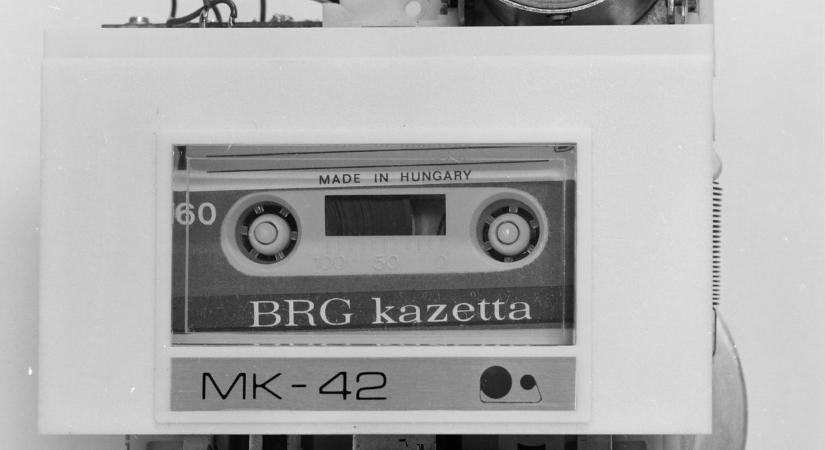 MADE IN HUNGARY
60
100 50 0
BRG kazetta
MK-42